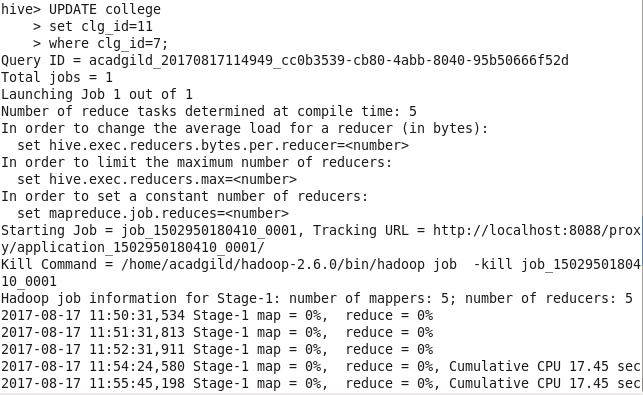 hive> UPDATE college
    > set clg_id=11
    > where clg_id=7;
Query ID = acadgild_20170817114949_cc0b3539-cb80-4abb-8040-95b50666f52d
Total jobs = 1
Launching Job 1 out of 1
Number of reduce tasks determined at compile time: 5
In order to change the average load for a reducer (in bytes):
  set hive.exec.reducers.bytes.per.reducer=<number>
In order to limit the maximum number of reducers:
  set hive.exec.reducers.max=<number>
In order to set a constant number of reducers:
  set mapreduce.job.reduces=<number>
Starting Job = job_1502950180410_0001, Tracking URL = http://localhost:8088/prox
y/application_1502950180410_0001/
Kill Command = /home/acadgild/hadoop-2.6.0/bin/hadoop job  -kill job_15029501804
10_0001
Hadoop job information for Stage-1: number of mappers: 5; number of reducers: 5
2017-08-17 11:50:31,534 Stage-1 map = 0%,  reduce = 0%
2017-08-17 11:51:31,813 Stage-1 map = 0%,  reduce = 0%
2017-08-17 11:52:31,911 Stage-1 map = 0%,  reduce = 0%
2017-08-17 11:54:24,580 Stage-1 map = 0%,  reduce = 0%, Cumulative CPU 17.45 sec
2017-08-17 11:55:45,198 Stage-1 map = 0%,  reduce = 0%, Cumulative CPU 17.45 sec